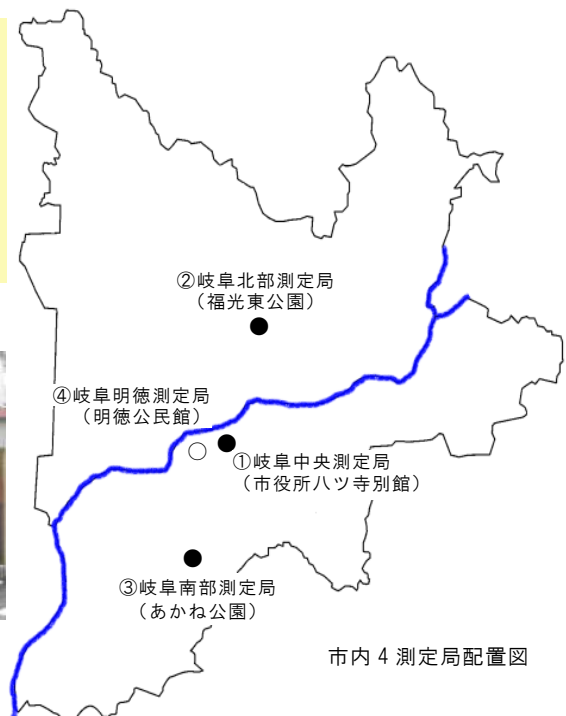 ②岐阜北部測定局
（福光東公園）
④岐阜明徳測定局
（明徳公民館）
①岐阜中央測定局
（市役所八ツ寺別館）
③岐阜南部測定局
（あかね公園）
市内 4 測定局配置図